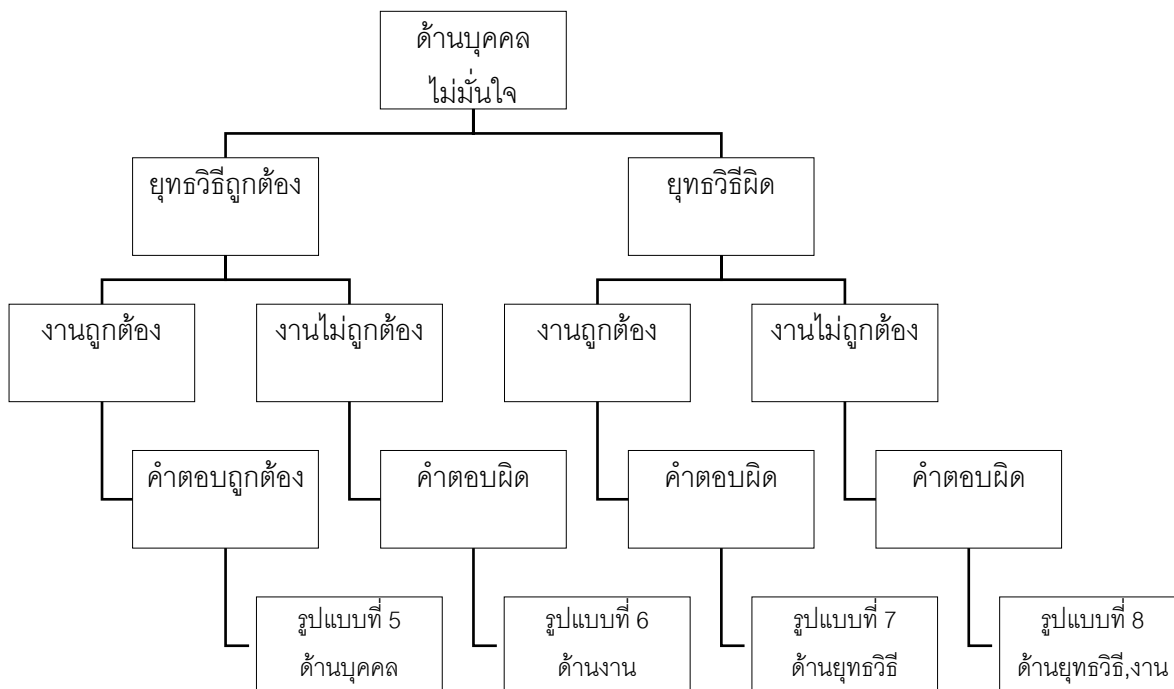 ด้านบุคคล
ไม่มั่นใจ
ยุทธวิธีถูกต้อง
ยุทธวิธีผิด
งานถูกต้อง
งานไม่ถูกต้อง
งานถูกต้อง
งานไม่ถูกต้อง
คำตอบถูกต้อง
คำตอบผิด
คำตอบผิด
คำตอบผิด
รูปแบบที่ 5
ด้านบุคคล
รูปแบบที่ 6
ด้านงาน
รูปแบบที่ 7
ด้านยุทธวิธี
รูปแบบที่ 8
ด้านยุทธวิธี,งาน